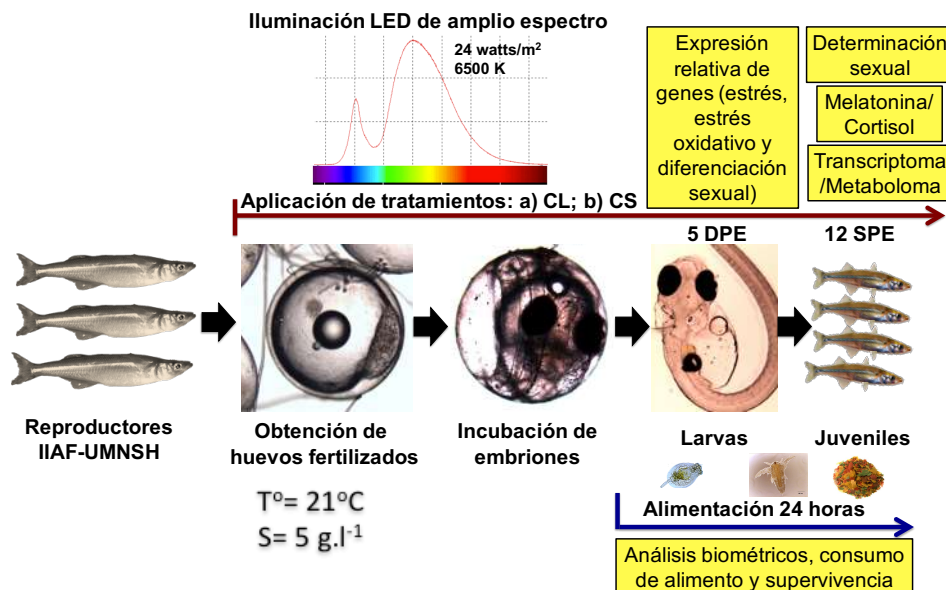 Iluminación LED de amplio espectro
24 watts/m²
6500 K
Expresión
relativa de
genes (estrés,
estrés
oxidativo y
diferenciación
sexual)
Determinación
sexual
Melatonina/
Cortisol
Transcriptoma
/Metaboloma
Aplicación de tratamientos: a) CL; b) CS
5 DPE
12 SPE
Reproductores
IIAF-UMNSH
Obtención de
huevos fertilizados
Incubación de
embriones
Larvas
Juveniles
Tº= 21ºC
S= 5 g.l⁻¹
Alimentación 24 horas
Análisis biométricos, consumo
de alimento y supervivencia